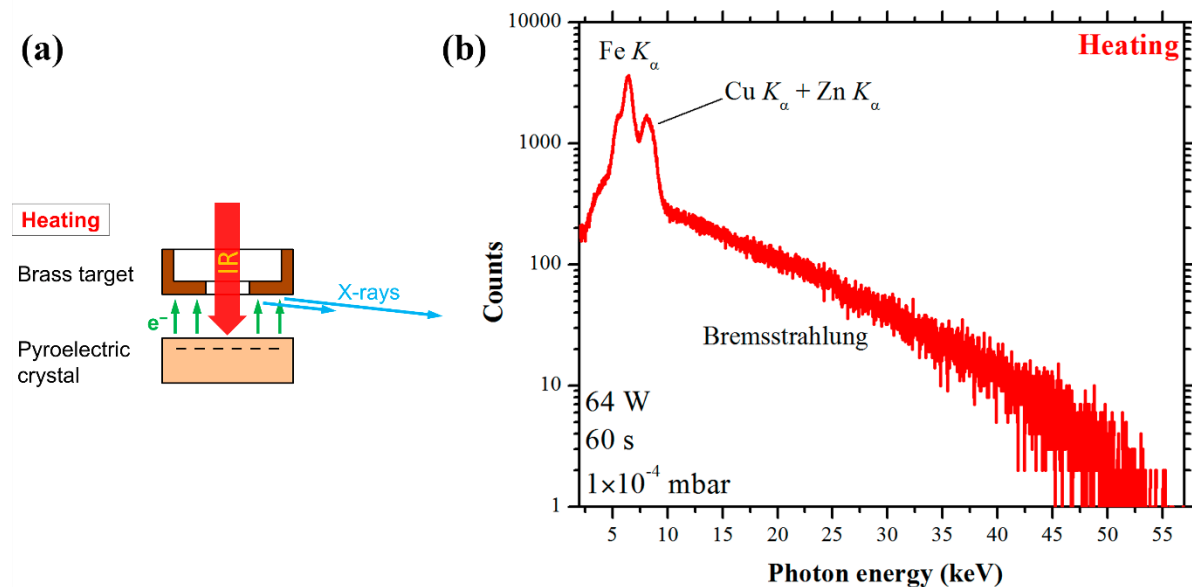 (a)
Heating
Brass target
IR
X-rays
e⁻
Pyroelectric
crystal
(b)
Heating
Fe Kα
Cu Kα + Zn Kα
Bremsstrahlung
64 W
60 s
1×10⁻⁴ mbar
Counts
10000
1000
100
10
1
5 10 15 20 25 30 35 40 45 50 55
Photon energy (keV)